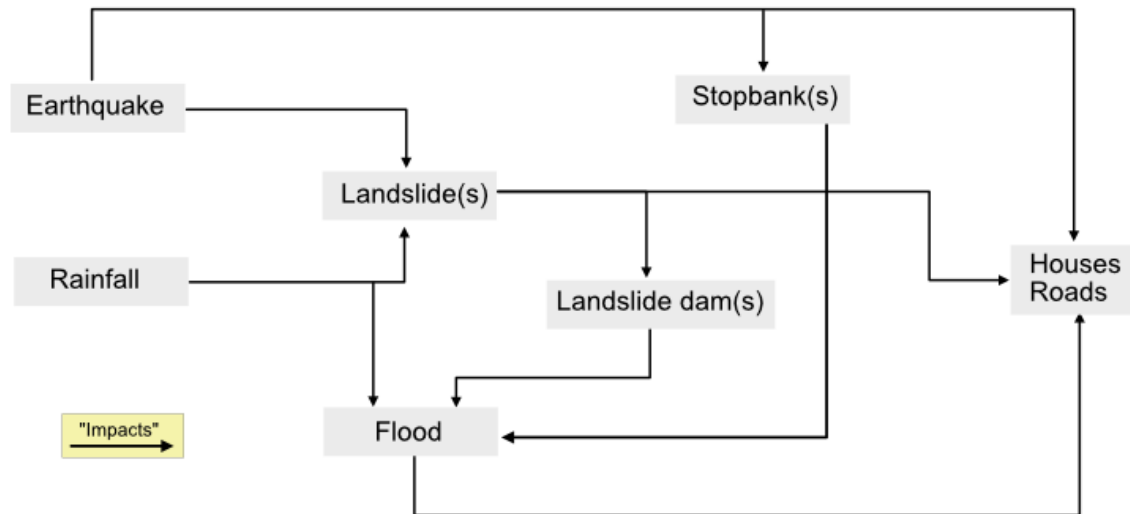 Earthquake
Stopbank(s)
Landslide(s)
Rainfall
Houses
Roads
Landslide dam(s)
Flood
"Impacts"